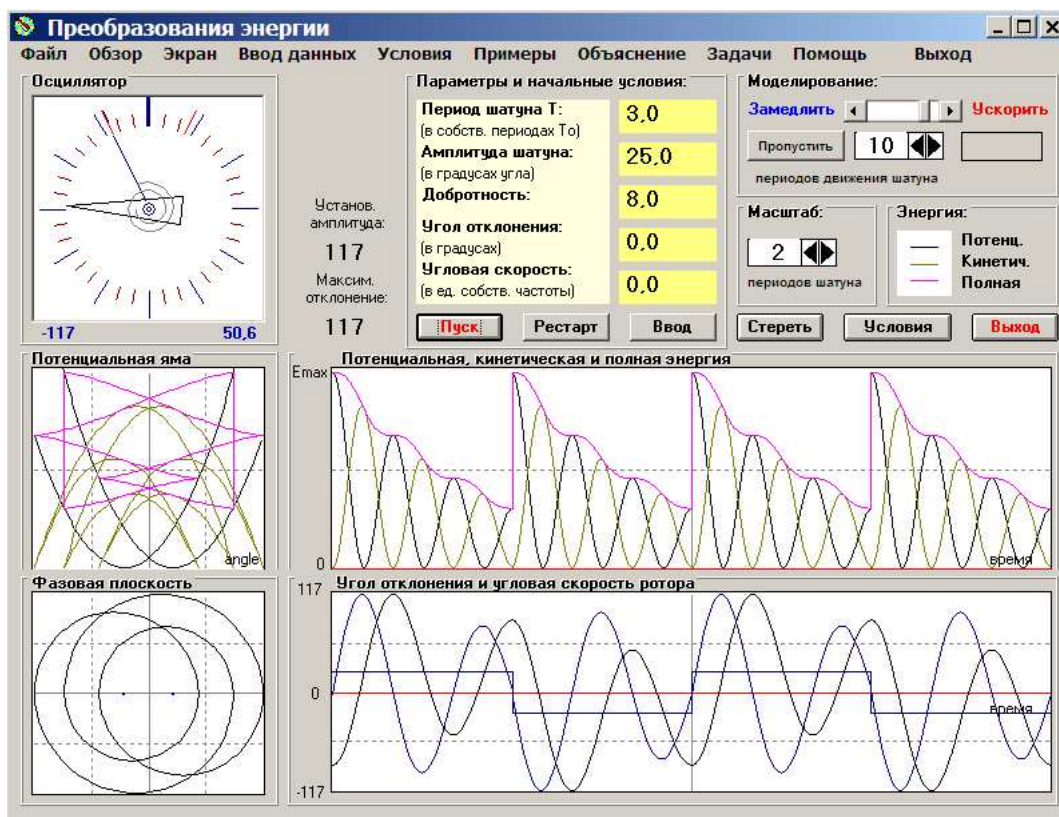 Преобразования энергии
Файл Обзор Экран Ввод данных Условия Примеры Объяснение Задачи Помощь Выход
Осциллятор
-117 50,6
Установ.
амплитуда:
117
Максим.
отклонение:
117
Параметры и начальные условия:
Период шатуна Т:
(в собств. периодах То)
3,0
Амплитуда шатуна:
(в градусах угла)
25,0
Добротность:
8,0
Угол отклонения:
(в градусах)
0,0
Угловая скорость:
(в ед. собств. частоты)
0,0
Пуск Рестарт Ввод
Моделирование:
Замедлить Ускорить
Пропустить 10
периодов движения шатуна
Масштаб:
2
периодов шатуна
Энергия:
Потенц.
Кинетич.
Полная
Стереть Условия Выход
Потенциальная яма
angle
Потенциальная, кинетическая и полная энергия
Emax
0
время
Фазовая плоскость
Угол отклонения и угловая скорость ротора
117
0
время
-117